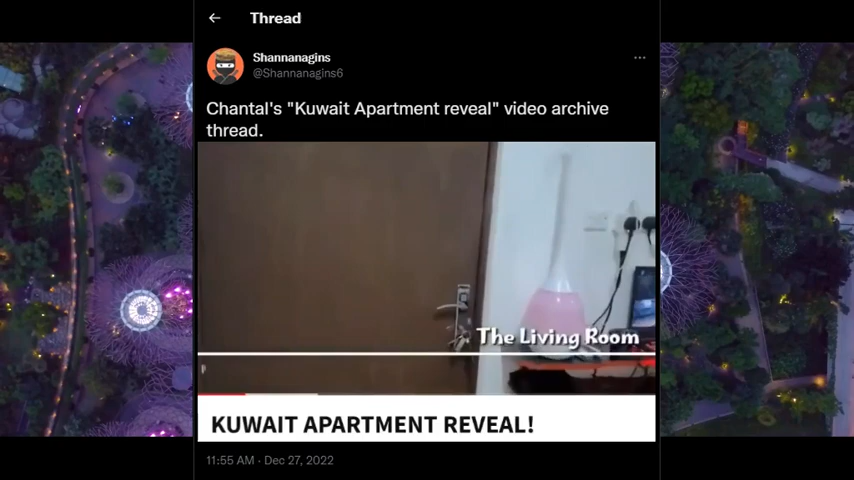 Thread
Shannanagins
@Shannanagins6
Chantal's "Kuwait Apartment reveal" video archive
thread.
The Living Room
KUWAIT APARTMENT REVEAL!
11:55 AM · Dec 27, 2022